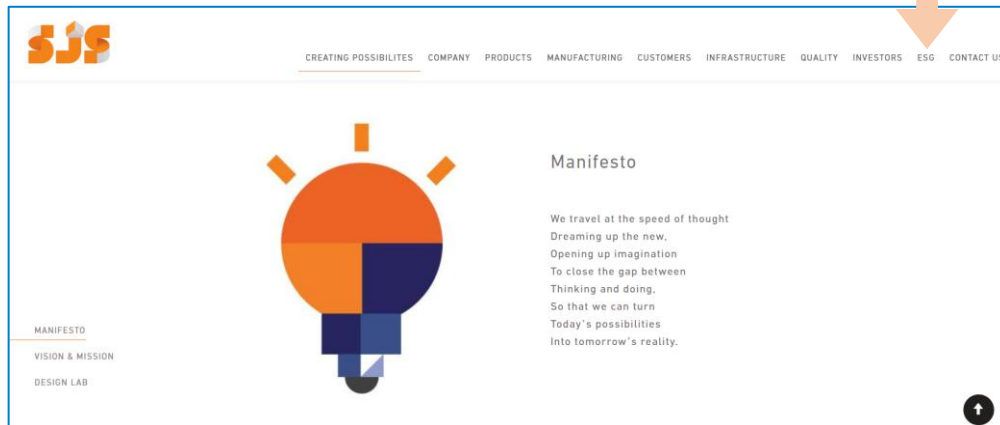 SJS
CREATING POSSIBILITES COMPANY PRODUCTS MANUFACTURING CUSTOMERS INFRASTRUCTURE QUALITY INVESTORS ESG CONTACT US
Manifesto
We travel at the speed of thought
Dreaming up the new,
Opening up imagination
To close the gap between
Thinking and doing,
So that we can turn
Today's possibilities
Into tomorrow's reality.
MANIFESTO
VISION & MISSION
DESIGN LAB